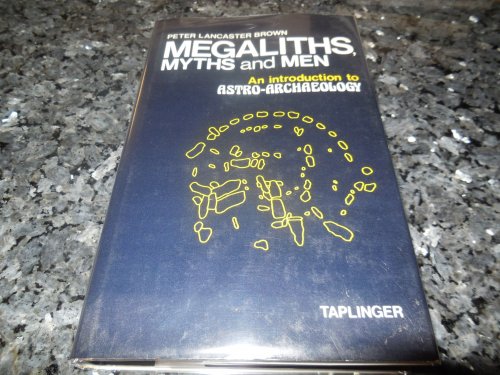 PETER LANCASTER BROWN
MEGALITHS,
MYTHS and MEN
An introduction to
ASTRO-ARCHAEOLOGY
TAPLINGER